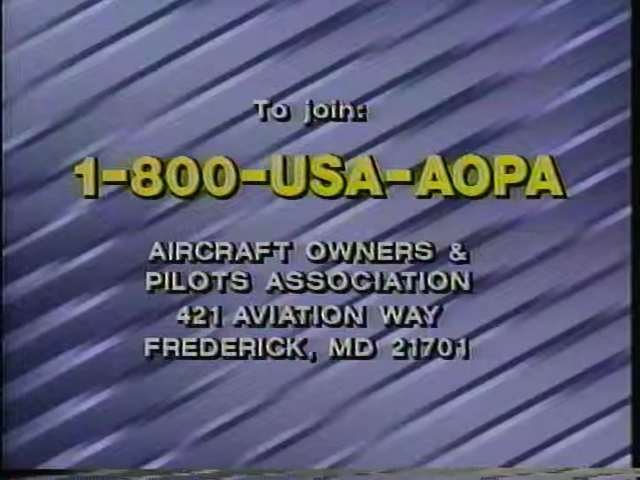 To join:
1-800-USA-AOPA
AIRCRAFT OWNERS &
PILOTS ASSOCIATION
421 AVIATION WAY
FREDERICK, MD 21701